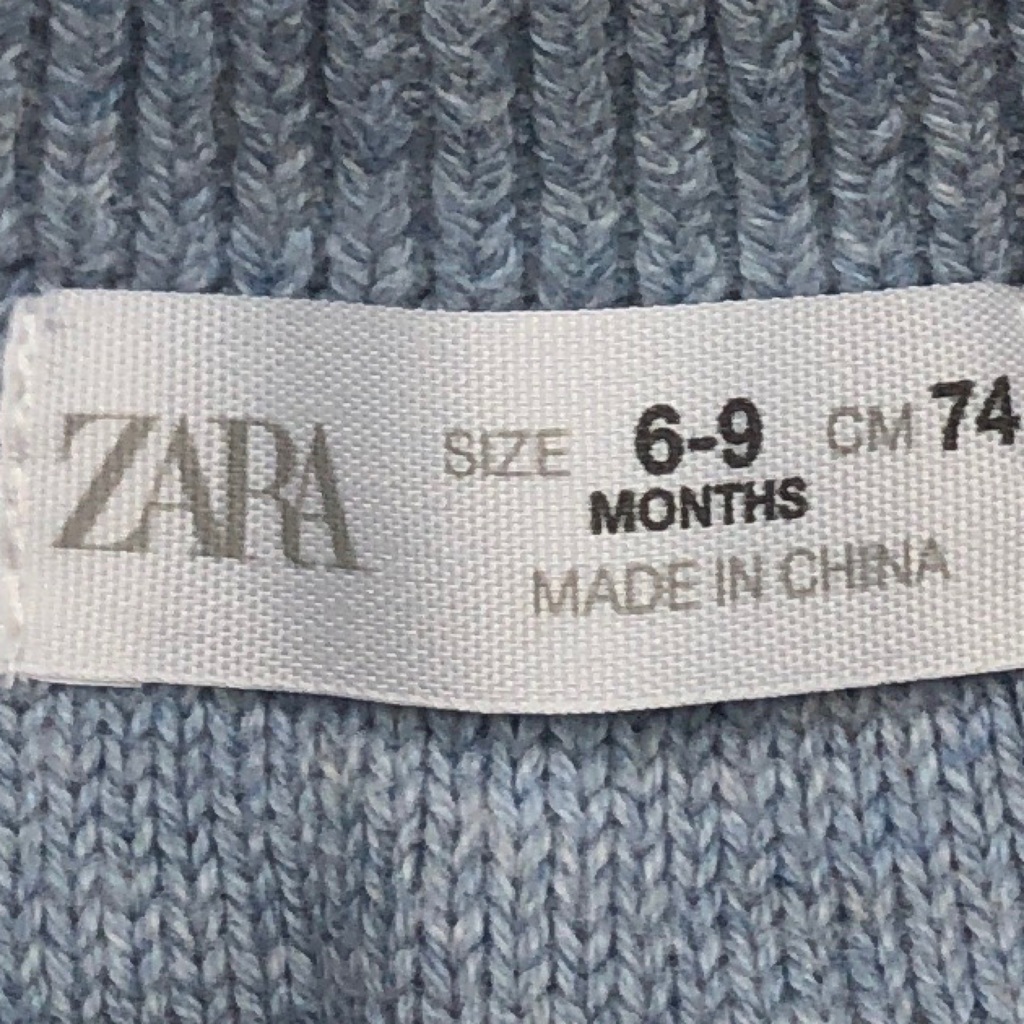 ZARA
SIZE 6-9 CM 74
MONTHS
MADE IN CHINA